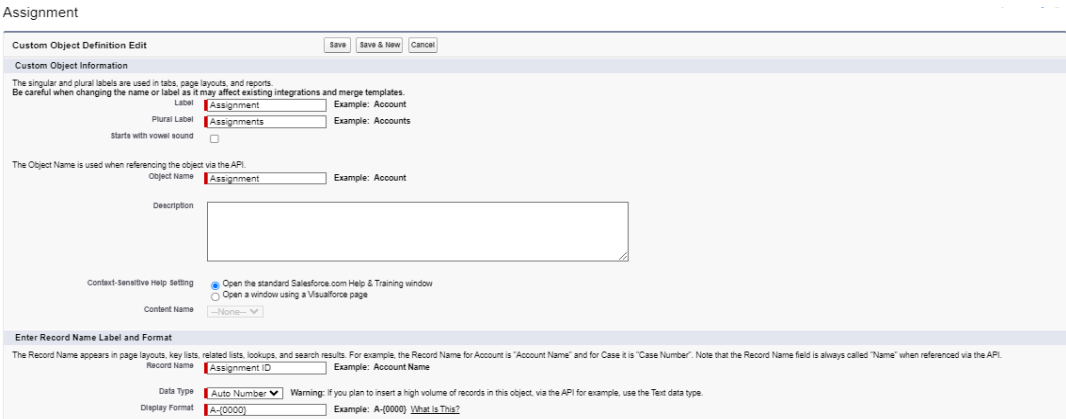 Assignment
Custom Object Definition Edit Save Save & New Cancel
Custom Object Information
The singular and plural labels are used in tabs, page layouts, and reports.
Be careful when changing the name or label as it may affect existing integrations and merge templates.
Label Assignment Example: Account
Plural Label Assignments Example: Accounts
Starts with vowel sound
The Object Name is used when referencing the object via the API.
Object Name Assignment Example: Account
Description
Context-Sensitive Help Setting Open the standard Salesforce.com Help & Training window
Open a window using a Visualforce page
Content Name --None--
Enter Record Name Label and Format
The Record Name appears in page layouts, key lists, related lists, lookups, and search results. For example, the Record Name for Account is "Account Name" and for Case it is "Case Number". Note that the Record Name field is always called "Name" when referenced via the API.
Record Name Assignment ID Example: Account Name
Data Type Auto Number Warning: If you plan to insert a high volume of records in this object, via the API for example, use the Text data type.
Display Format A-{0000} Example: A-{0000} What Is This?